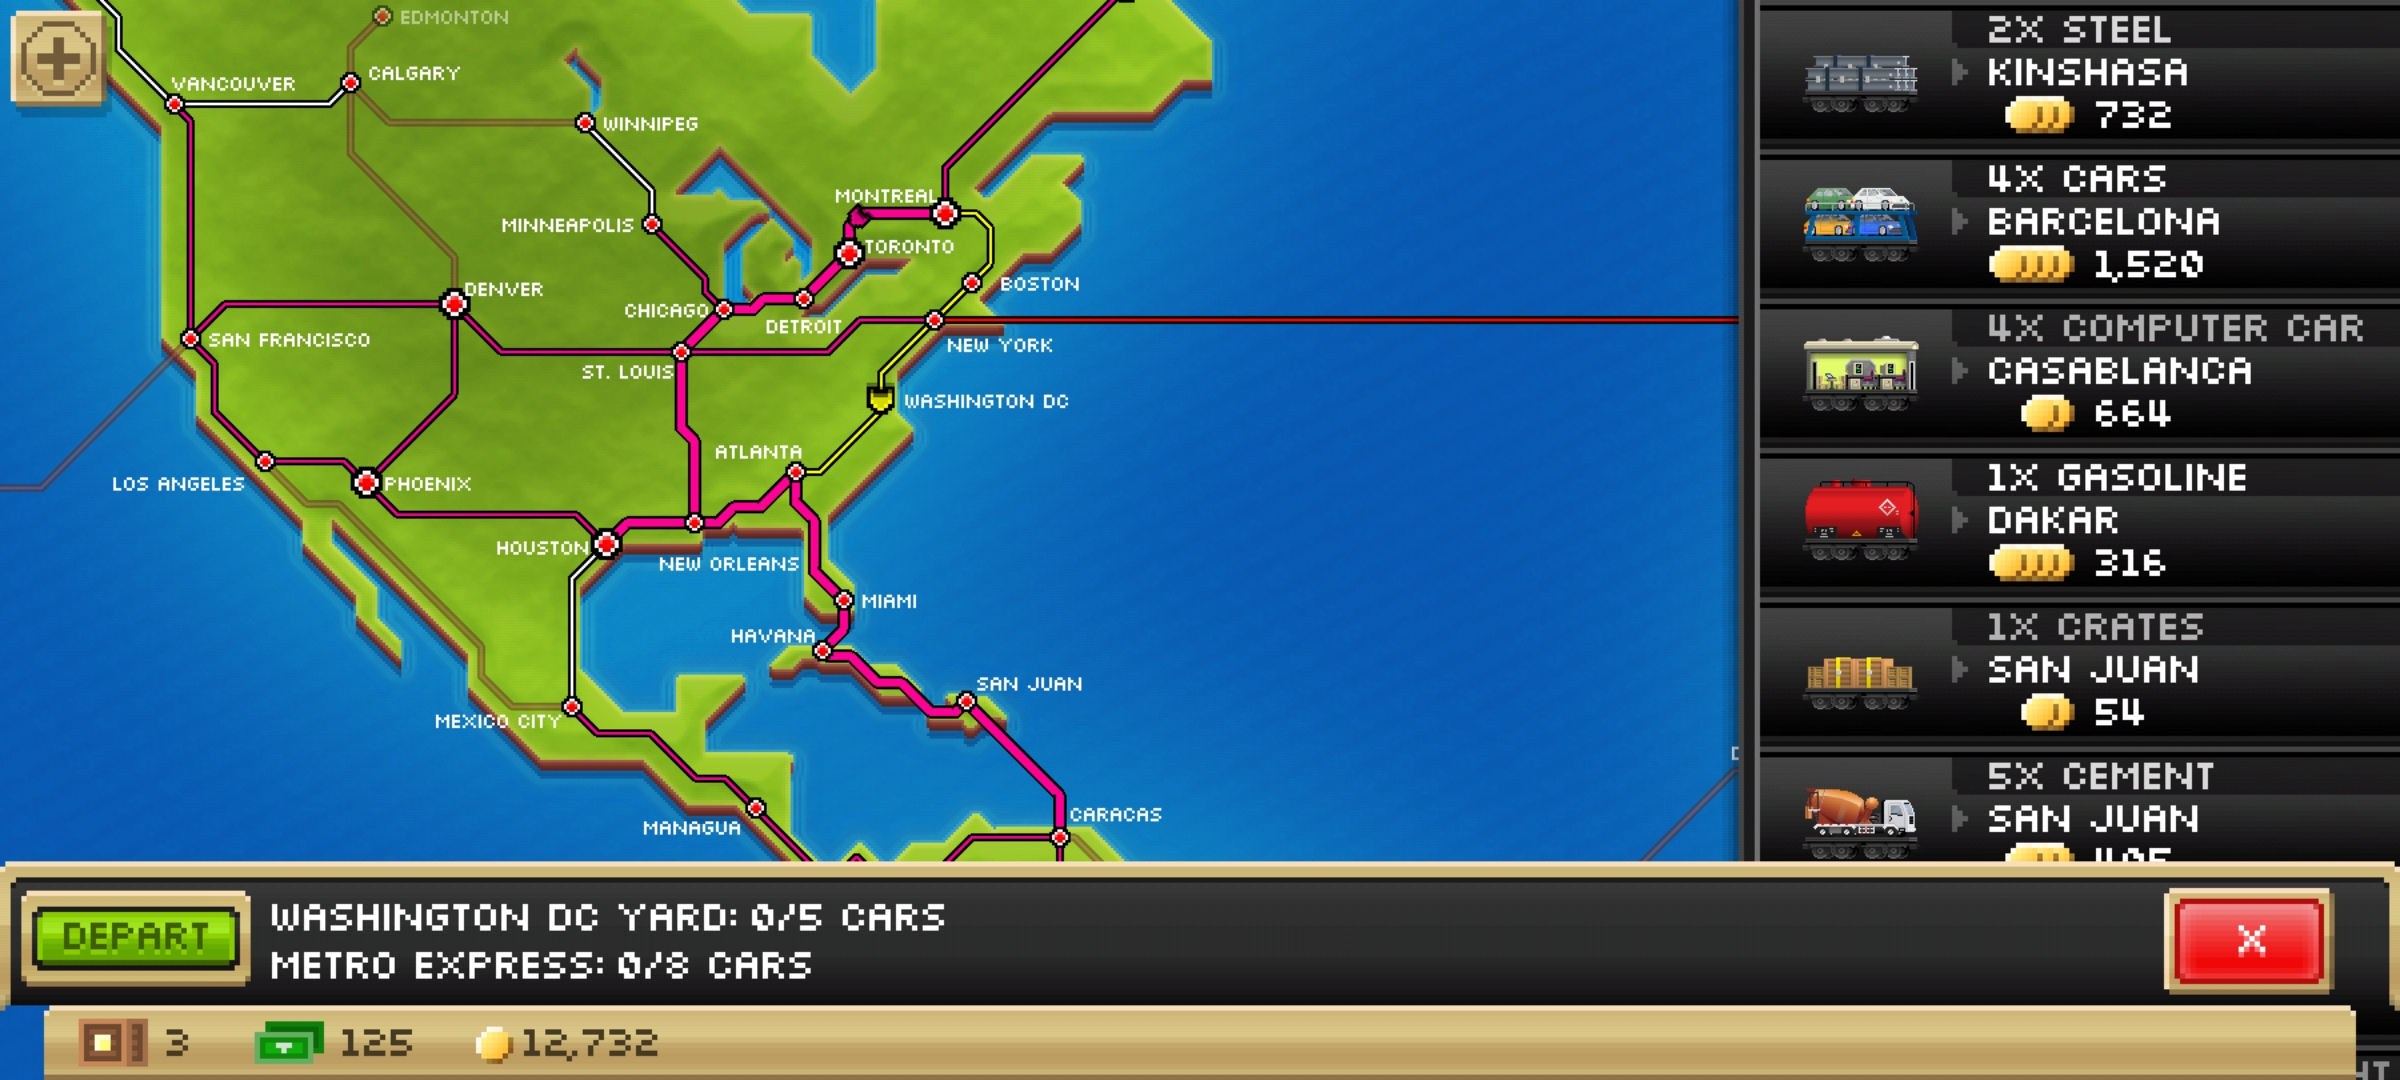 EDMONTON
CALGARY
VANCOUVER
WINNIPEG
MONTREAL
MINNEAPOLIS
TORONTO
BOSTON
DENVER
CHICAGO
DETROIT
SAN FRANCISCO
NEW YORK
ST. LOUIS
WASHINGTON DC
ATLANTA
LOS ANGELES
PHOENIX
HOUSTON
NEW ORLEANS
MIAMI
HAVANA
SAN JUAN
MEXICO CITY
CARACAS
MANAGUA
2X STEEL
KINSHASA
732
4X CARS
BARCELONA
1,520
4X COMPUTER CAR
CASABLANCA
664
1X GASOLINE
DAKAR
316
1X CRATES
SAN JUAN
54
5X CEMENT
SAN JUAN
DEPART
WASHINGTON DC YARD: 0/5 CARS
METRO EXPRESS: 0/8 CARS
X
3
125
12,732